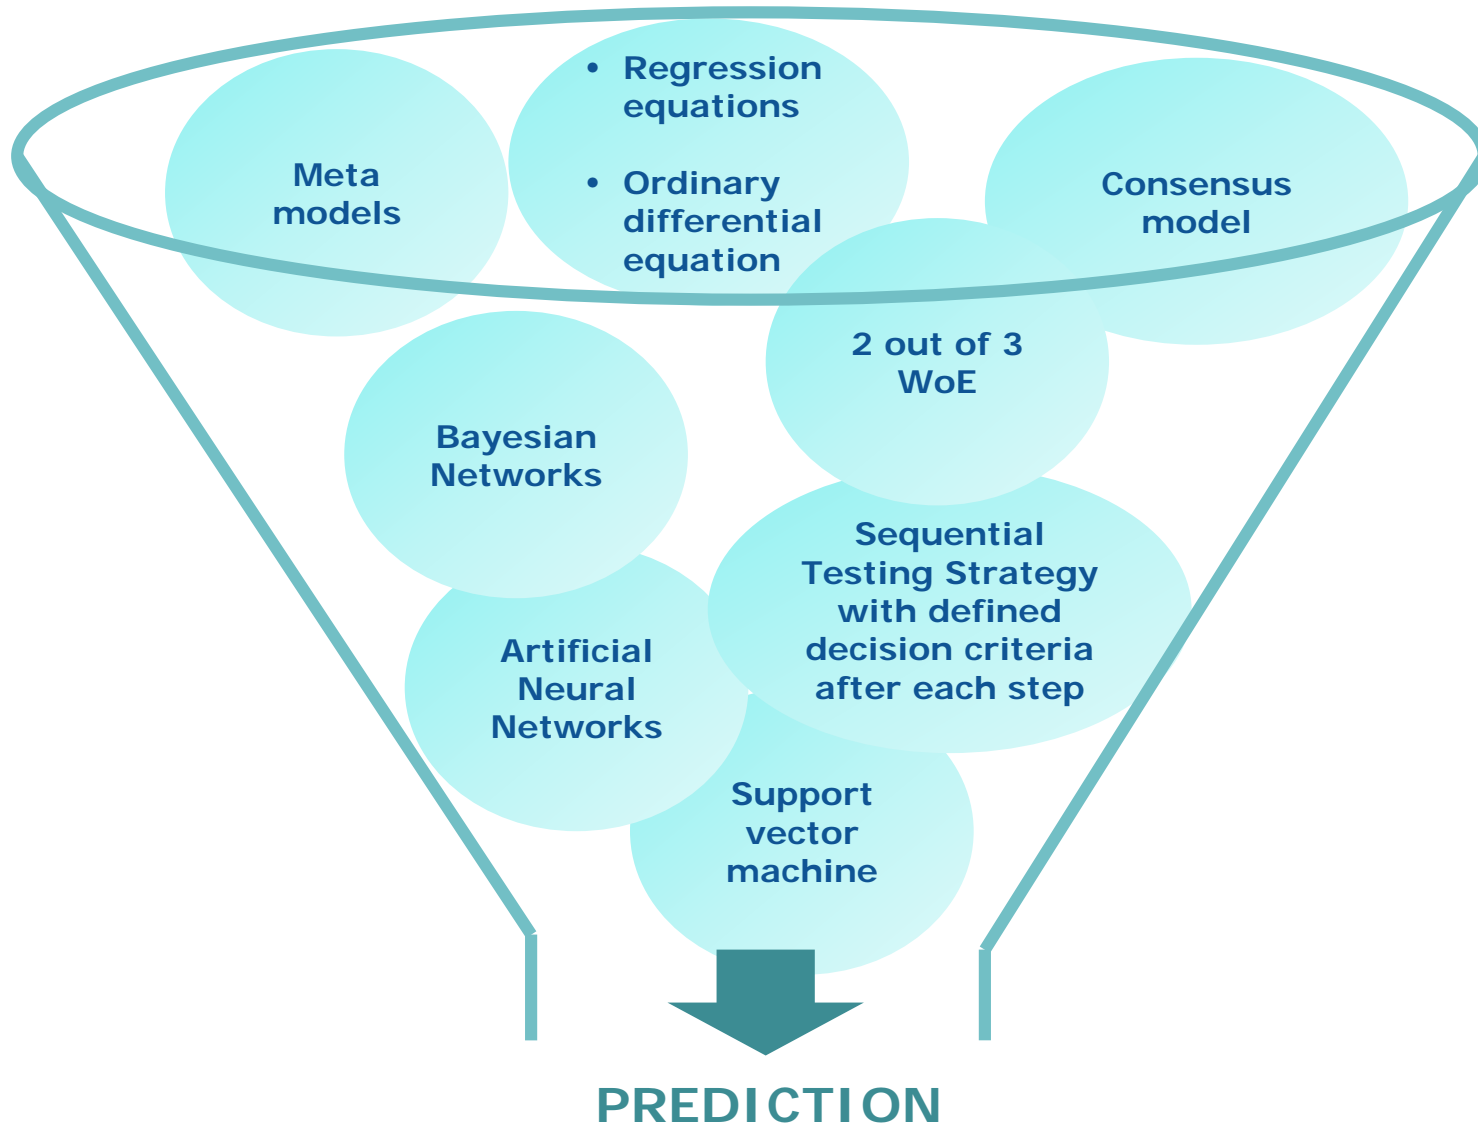 Meta
models
• Regression
equations
• Ordinary
differential
equation
Consensus
model
2 out of 3
WoE
Bayesian
Networks
Sequential
Testing Strategy
with defined
decision criteria
after each step
Artificial
Neural
Networks
Support
vector
machine
PREDICTION